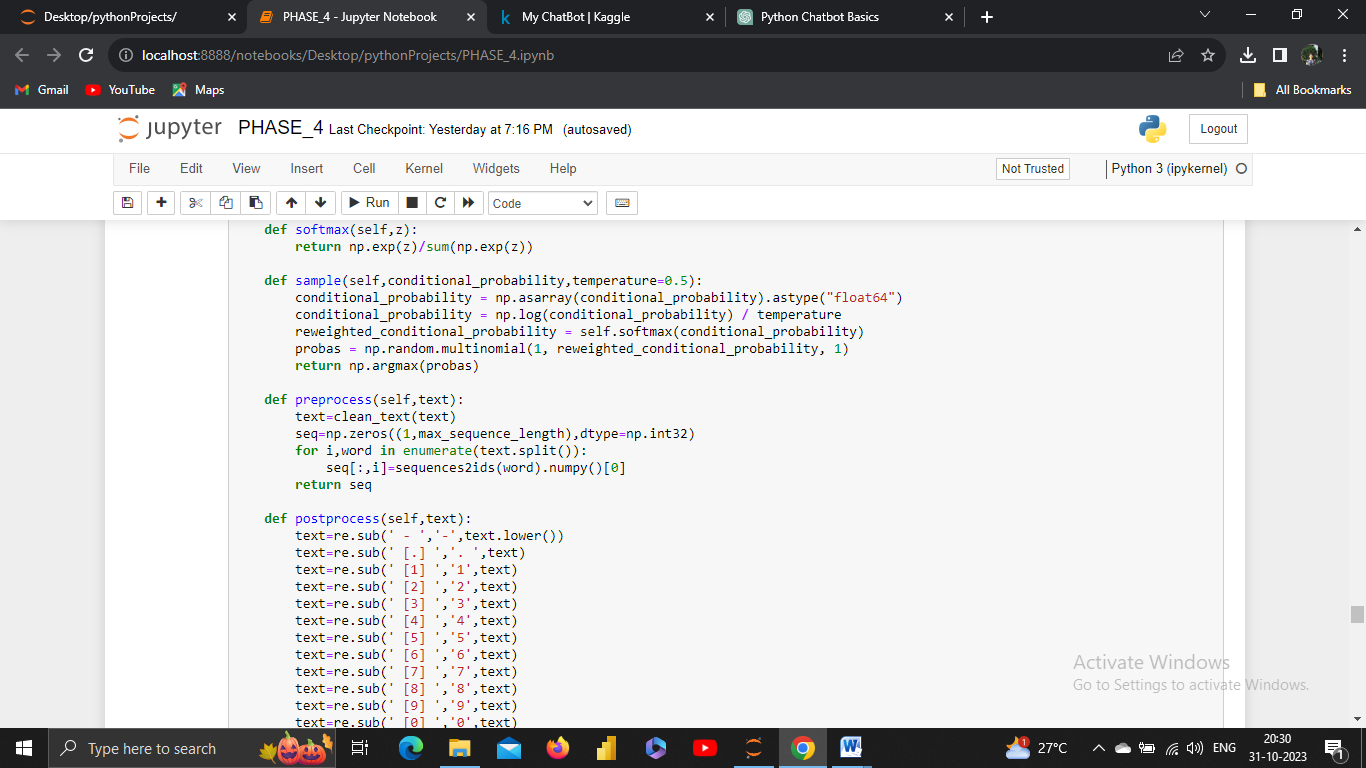 Desktop/pythonProjects/
PHASE_4 - Jupyter Notebook
My ChatBot | Kaggle
Python Chatbot Basics
localhost:8888/notebooks/Desktop/pythonProjects/PHASE_4.ipynb
Gmail
YouTube
Maps
All Bookmarks
jupyter PHASE_4 Last Checkpoint: Yesterday at 7:16 PM (autosaved)
Logout
File Edit View Insert Cell Kernel Widgets Help
Not Trusted
Python 3 (ipykernel)
Run
Code
def softmax(self,z):
    return np.exp(z)/sum(np.exp(z))
def sample(self,conditional_probability,temperature=0.5):
    conditional_probability = np.asarray(conditional_probability).astype("float64")
    conditional_probability = np.log(conditional_probability) / temperature
    reweighted_conditional_probability = self.softmax(conditional_probability)
    probas = np.random.multinomial(1, reweighted_conditional_probability, 1)
    return np.argmax(probas)
def preprocess(self,text):
    text=clean_text(text)
    seq=np.zeros((1,max_sequence_length),dtype=np.int32)
    for i,word in enumerate(text.split()):
        seq[:,i]=sequences2ids(word).numpy()[0]
    return seq
def postprocess(self,text):
    text=re.sub(' - ','-',text.lower())
    text=re.sub(' [.] ','. ',text)
    text=re.sub(' [1] ','1',text)
    text=re.sub(' [2] ','2',text)
    text=re.sub(' [3] ','3',text)
    text=re.sub(' [4] ','4',text)
    text=re.sub(' [5] ','5',text)
    text=re.sub(' [6] ','6',text)
    text=re.sub(' [7] ','7',text)
    text=re.sub(' [8] ','8',text)
    text=re.sub(' [9] ','9',text)
    text=re.sub(' [0] ','0',text)
Activate Windows
Go to Settings to activate Windows.
Type here to search
1
27°C
ENG
20:30
31-10-2023
1